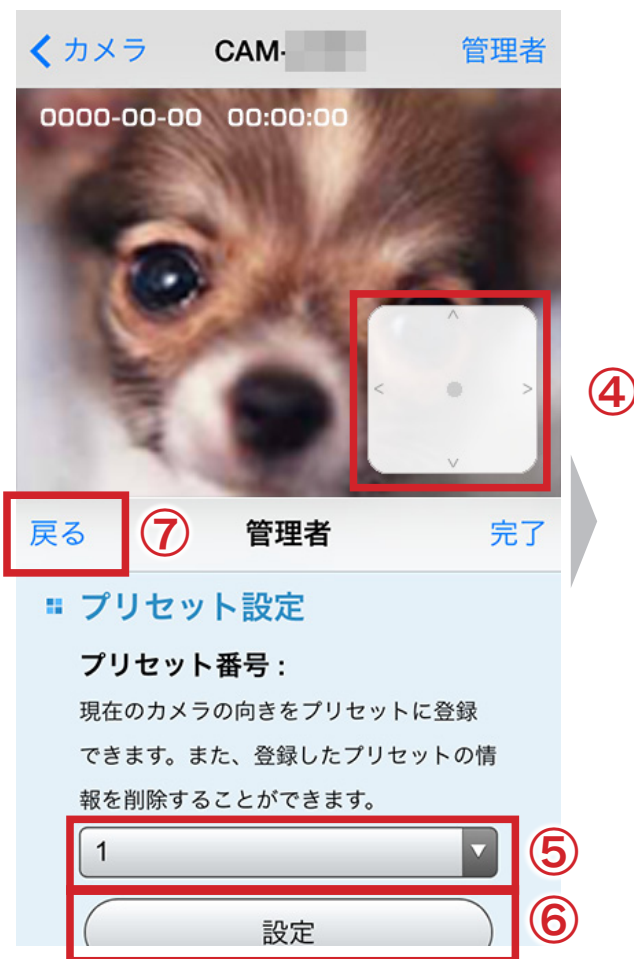 カメラ CAM- 管理者
0000-00-00 00:00:00
④
戻る ⑦ 管理者 完了
プリセット設定
プリセット番号：
現在のカメラの向きをプリセットに登録
できます。また、登録したプリセットの情
報を削除することができます。
1 ⑤
設定 ⑥